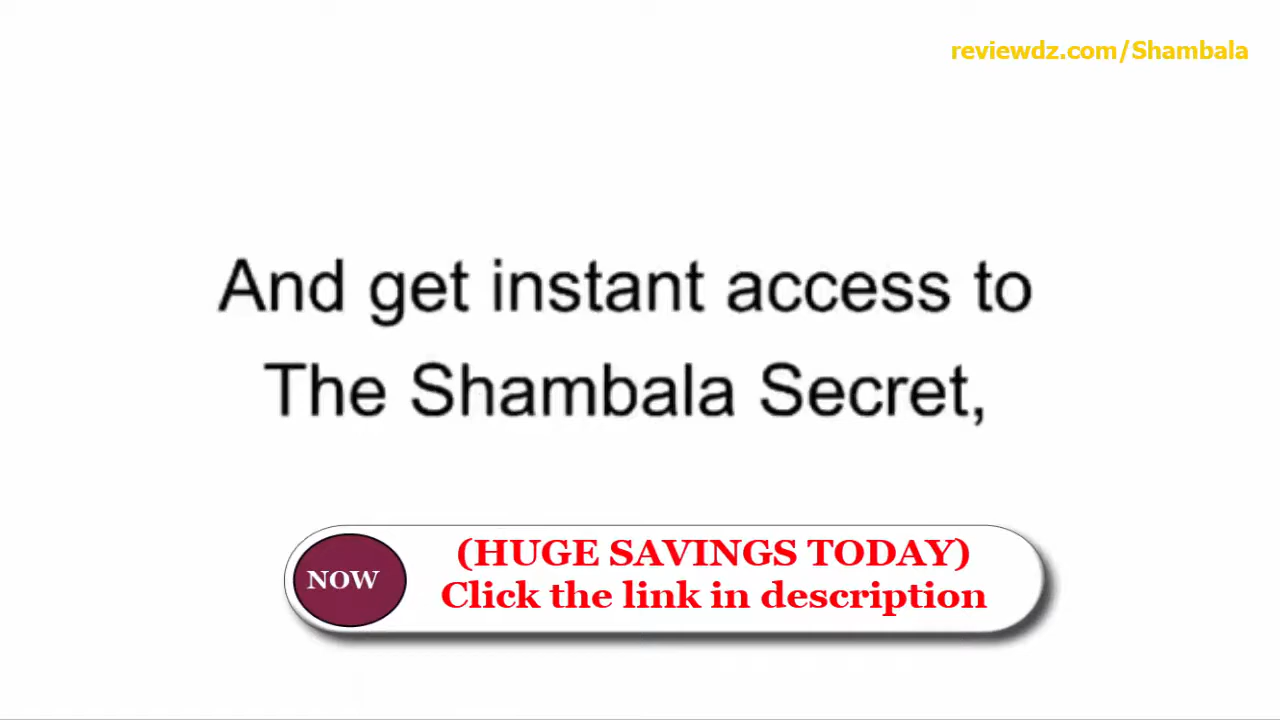 reviewdz.com/Shambala
And get instant access to
The Shambala Secret,
NOW
(HUGE SAVINGS TODAY)
Click the link in description